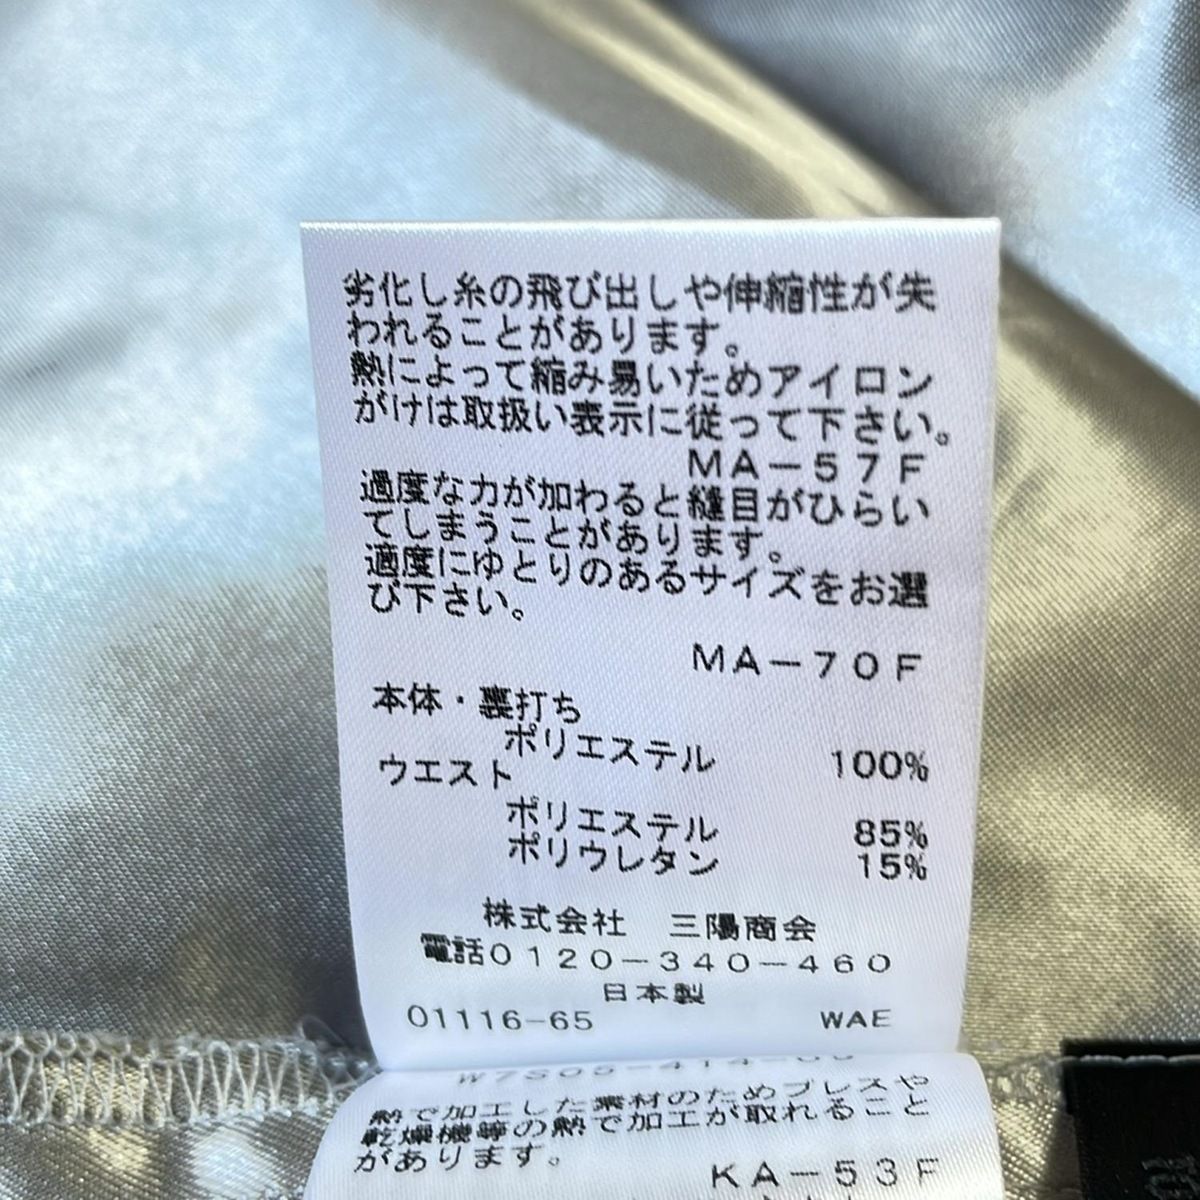 劣化し糸の飛び出しや伸縮性が失
われることがあります。
熱によって縮み易いためアイロン
がけは取扱い表示に従って下さい。
MA－57F
過度な力が加わると縫目がひらい
てしまうことがあります。
適度にゆとりのあるサイズをお選
び下さい。
MA－70F
本体・裏打ち
ポリエステル 100%
ウエスト
ポリエステル 85%
ポリウレタン 15%
株式会社 三陽商会
電話0120－340－460
日本製
01116-65 WAE
熱で加工した素材のためプレスや
乾燥機等の熱で加工が取れること
があります。
KA－53F